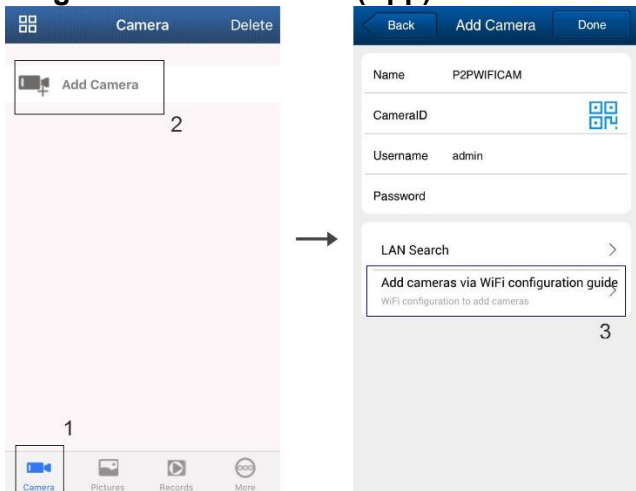 Camera Delete
Add Camera
2
1
Camera Pictures Records More
Back Add Camera Done
Name P2PWIFICAM
CameraID
Username admin
Password
LAN Search
Add cameras via WiFi configuration guide
WiFi configuration to add cameras
3